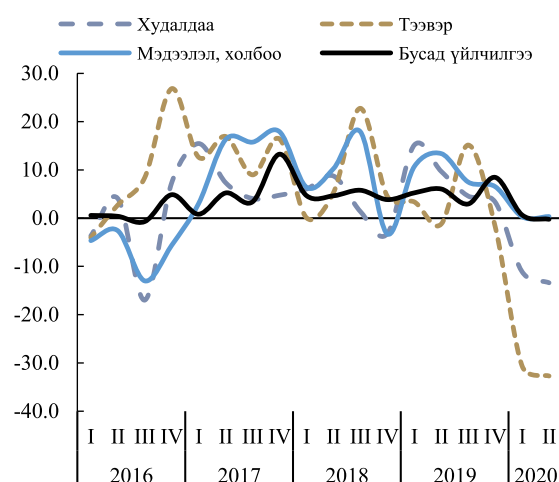 Худалдаа Тээвэр
Мэдээлэл, холбоо Бусад үйлчилгээ
30.0
20.0
10.0
0.0
-10.0
-20.0
-30.0
-40.0
I II III IV I II III IV I II III IV I II III IV I II
2016 2017 2018 2019 2020